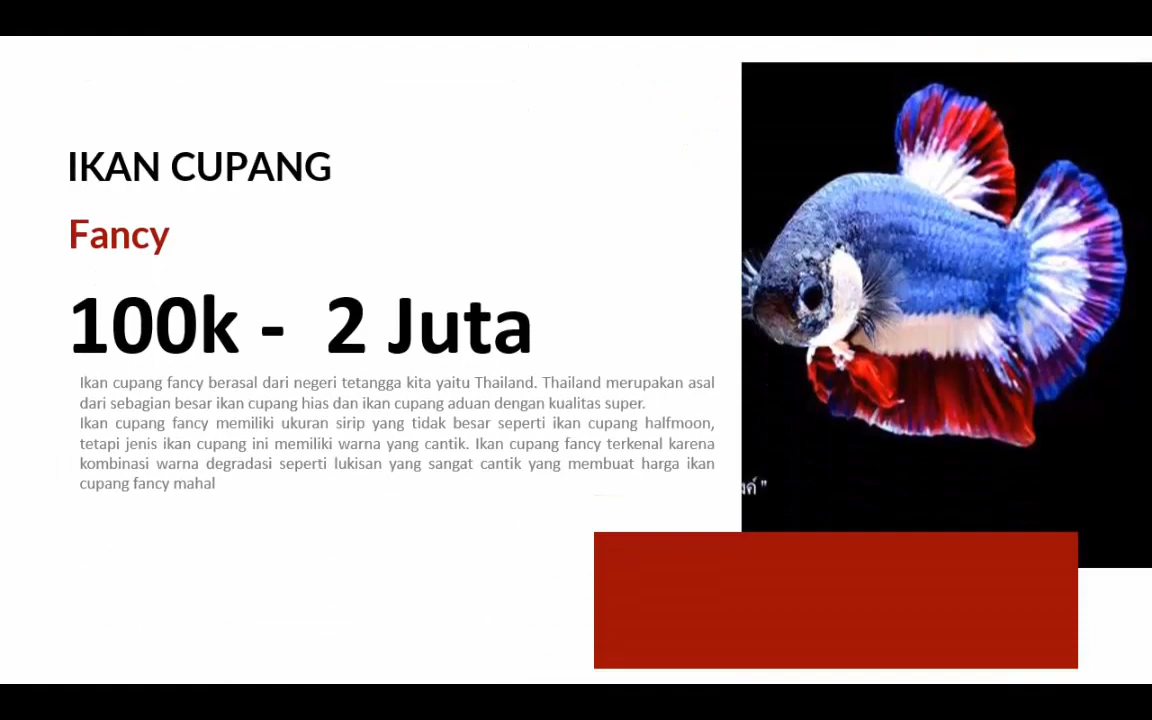 IKAN CUPANG
Fancy
100k - 2 Juta
Ikan cupang fancy berasal dari negeri tetangga kita yaitu Thailand. Thailand merupakan asal
dari sebagian besar ikan cupang hias dan ikan cupang aduan dengan kualitas super.
Ikan cupang fancy memiliki ukuran sirip yang tidak besar seperti ikan cupang halfmoon,
tetapi jenis ikan cupang ini memiliki warna yang cantik. Ikan cupang fancy terkenal karena
kombinasi warna degradasi seperti lukisan yang sangat cantik yang membuat harga ikan
cupang fancy mahal